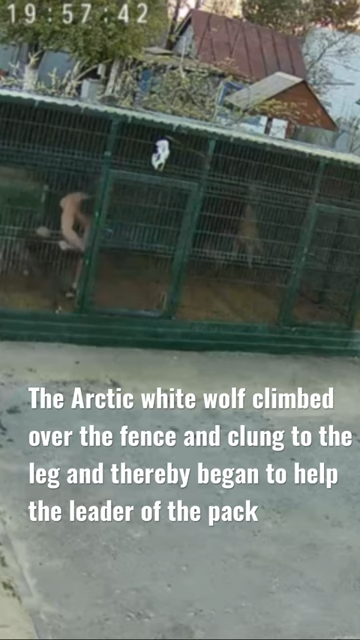 19:57:42
The Arctic white wolf climbed
over the fence and clung to the
leg and thereby began to help
the leader of the pack